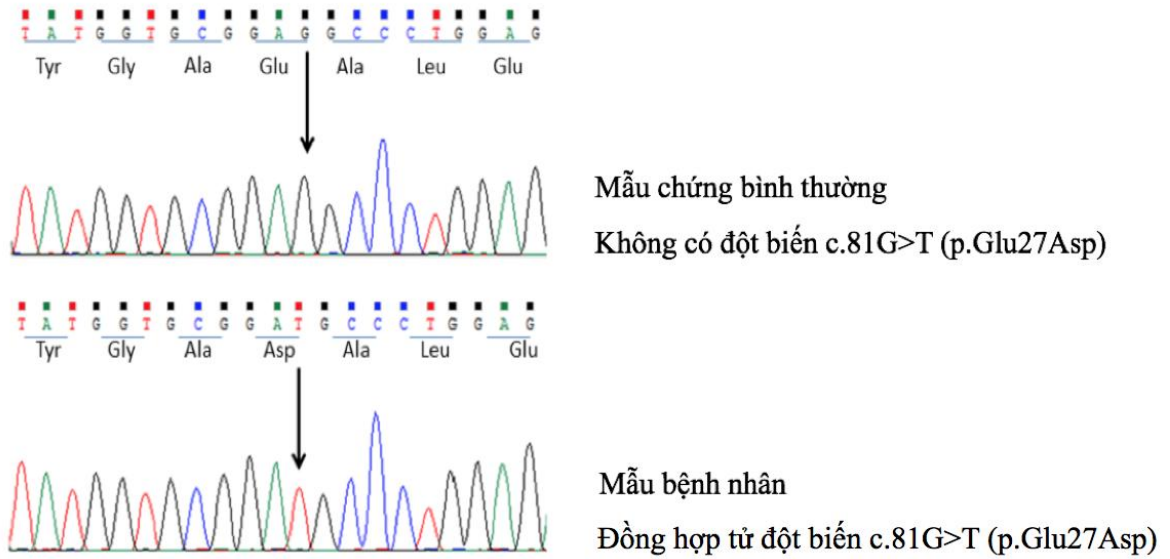 T A T G G T G C G G A G G C C C T G G A G
Tyr Gly Ala Glu Ala Leu Glu
Mẫu chứng bình thường
Không có đột biến c.81G>T (p.Glu27Asp)
T A T G G T G C G G A T G C C C T G G A G
Tyr Gly Ala Asp Ala Leu Glu
Mẫu bệnh nhân
Đồng hợp tử đột biến c.81G>T (p.Glu27Asp)